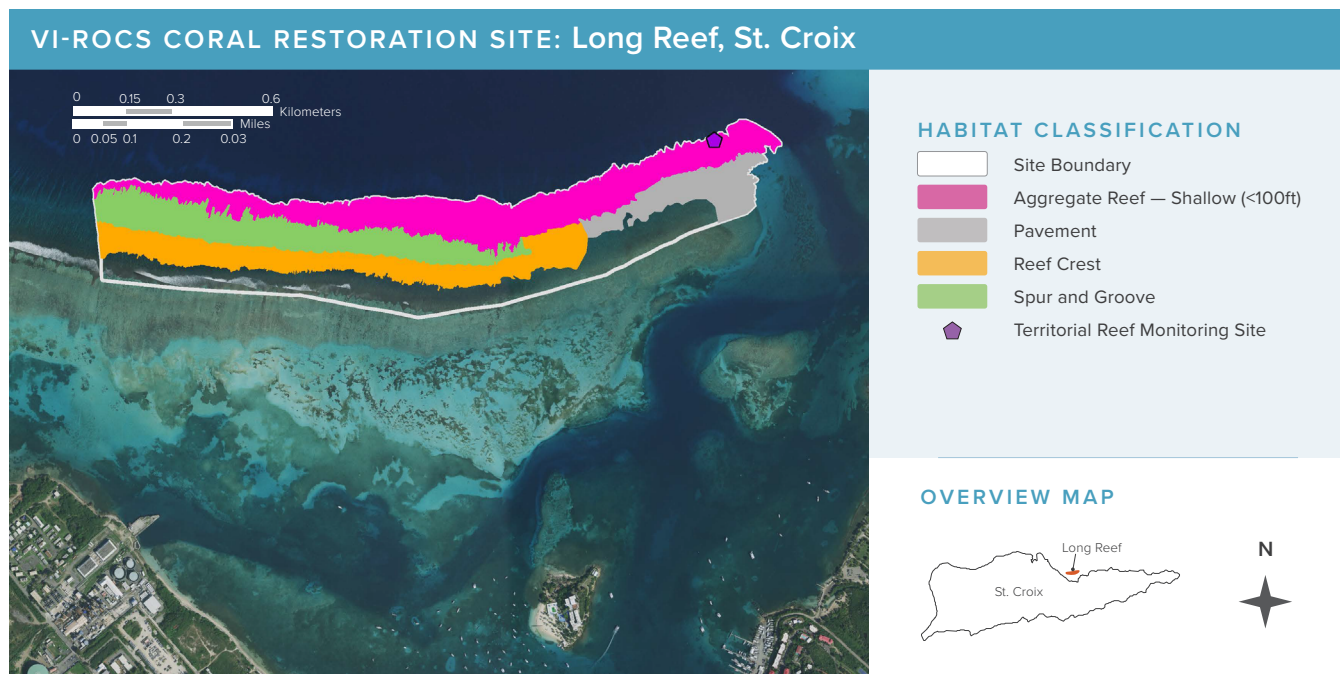 VI-ROCS CORAL RESTORATION SITE: Long Reef, St. Croix
0 0.15 0.3 0.6
Kilometers
Miles
0 0.05 0.1 0.2 0.03
HABITAT CLASSIFICATION
Site Boundary
Aggregate Reef — Shallow (<100ft)
Pavement
Reef Crest
Spur and Groove
Territorial Reef Monitoring Site
OVERVIEW MAP
Long Reef
St. Croix
N